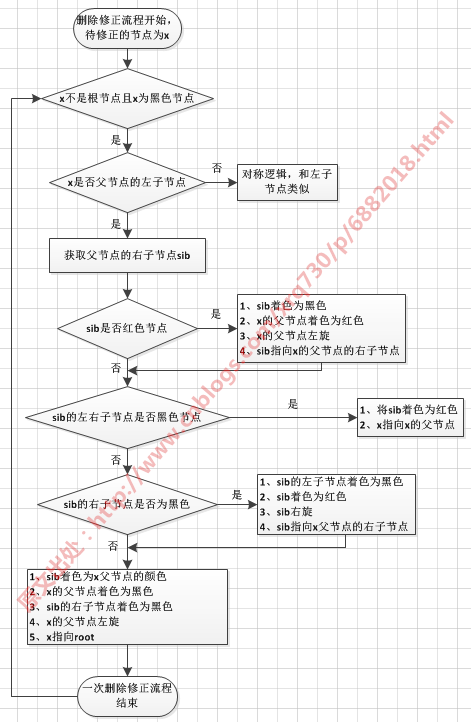 删除修正流程开始，
待修正的节点为x
x不是根节点且x为黑色节点
是
x是否父节点的左子节点
否
对称逻辑，和左子
节点类似
是
获取父节点的右子节点sib
sib是否红色节点
是
1、sib着色为黑色
2、x的父节点着色为红色
3、x的父节点左旋
4、sib指向x的父节点的右子节点
否
sib的左右子节点是否黑色节点
是
1、将sib着色为红色
2、x指向x的父节点
否
sib的右子节点是否为黑色
是
1、sib的左子节点着色为黑色
2、sib着色为红色
3、sib右旋
4、sib指向x父节点的右子节点
否
1、sib着色为x父节点的颜色
2、x的父节点着色为黑色
3、sib的右子节点着色为黑色
4、x的父节点左旋
5、x指向root
一次删除修正流程
结束
原文出处：http://www.cnblogs.com/xrq730/p/6882018.html